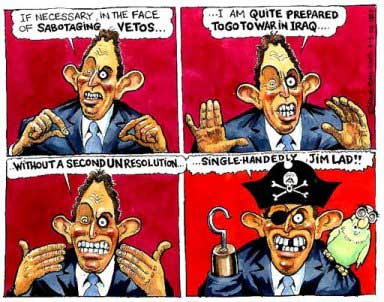 IF NECESSARY, IN THE FACE
OF SABOTAGING VETOS...
...I AM QUITE PREPARED
TO GO TO WAR IN IRAQ....
..WITHOUT A SECOND UN RESOLUTION..
....SINGLE-HANDEDLY JIM LAD!!